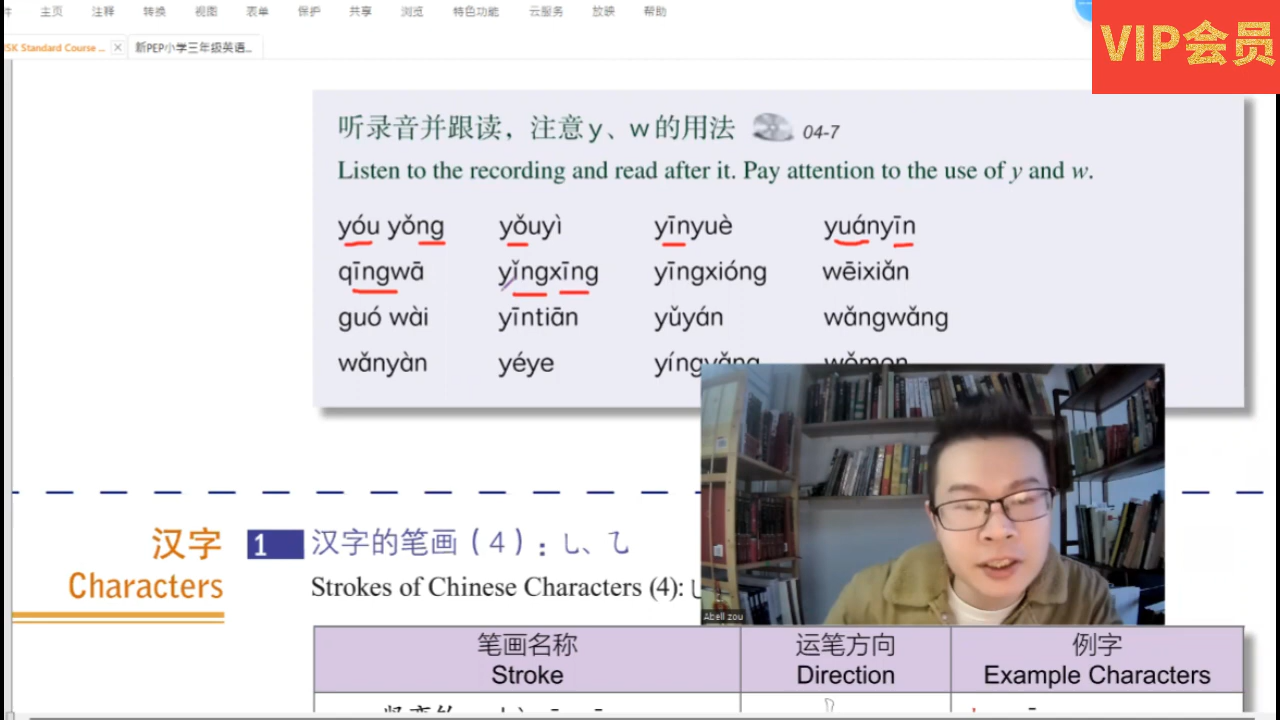 主页 注释 转换 视图 表单 保护 共享 浏览 特色功能 云服务 放映 帮助
VIP会员
ISK Standard Course ... × 新PEP小学三年级英语...
听录音并跟读，注意y、w的用法 04-7
Listen to the recording and read after it. Pay attention to the use of y and w.
yóu yǒng yǒuyì yīnyuè yuányīn
qīngwā yǐngxīng yīngxióng wēixiǎn
guó wài yīntiān yǔyán wǎngwǎng
wǎnyàn yéye
汉字 1 汉字的笔画（4）：㇃、㇈
Characters Strokes of Chinese Characters (4):
Abell zou
笔画名称 运笔方向 例字
Stroke Direction Example Characters